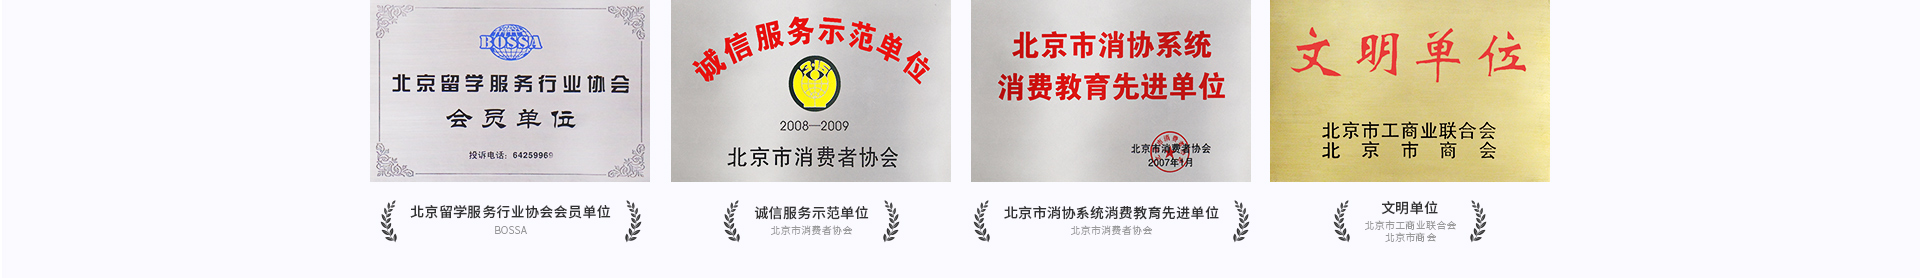 BOSSA
北京留学服务行业协会
会员单位
投诉电话：64259969
诚信服务示范单位
2008—2009
北京市消费者协会
北京市消协系统
消费教育先进单位
北京市消费者协会
2007年1月
文明单位
北京市工商业联合会
北京市商会
北京留学服务行业协会会员单位
BOSSA
诚信服务示范单位
北京市消费者协会
北京市消协系统消费教育先进单位
北京市消费者协会
文明单位
北京市工商业联合会
北京市商会